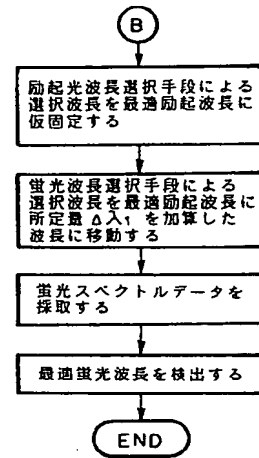 B
励起光波長選択手段による
選択波長を最適励起波長に
仮固定する
蛍光波長選択手段による
選択波長を最適励起波長に
所定量Δ入₁を加算した
波長に移動する
蛍光スペクトルデータを
採取する
最適蛍光波長を検出する
END